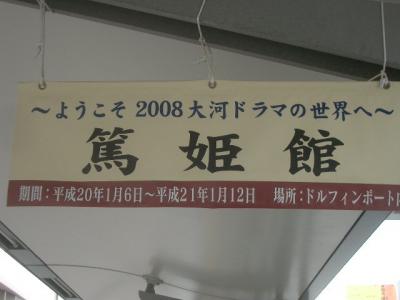 ～ようこそ 2008大河ドラマの世界へ～
篤姫館
期間：平成20年1月6日～平成21年1月12日　場所：ドルフィンポート内